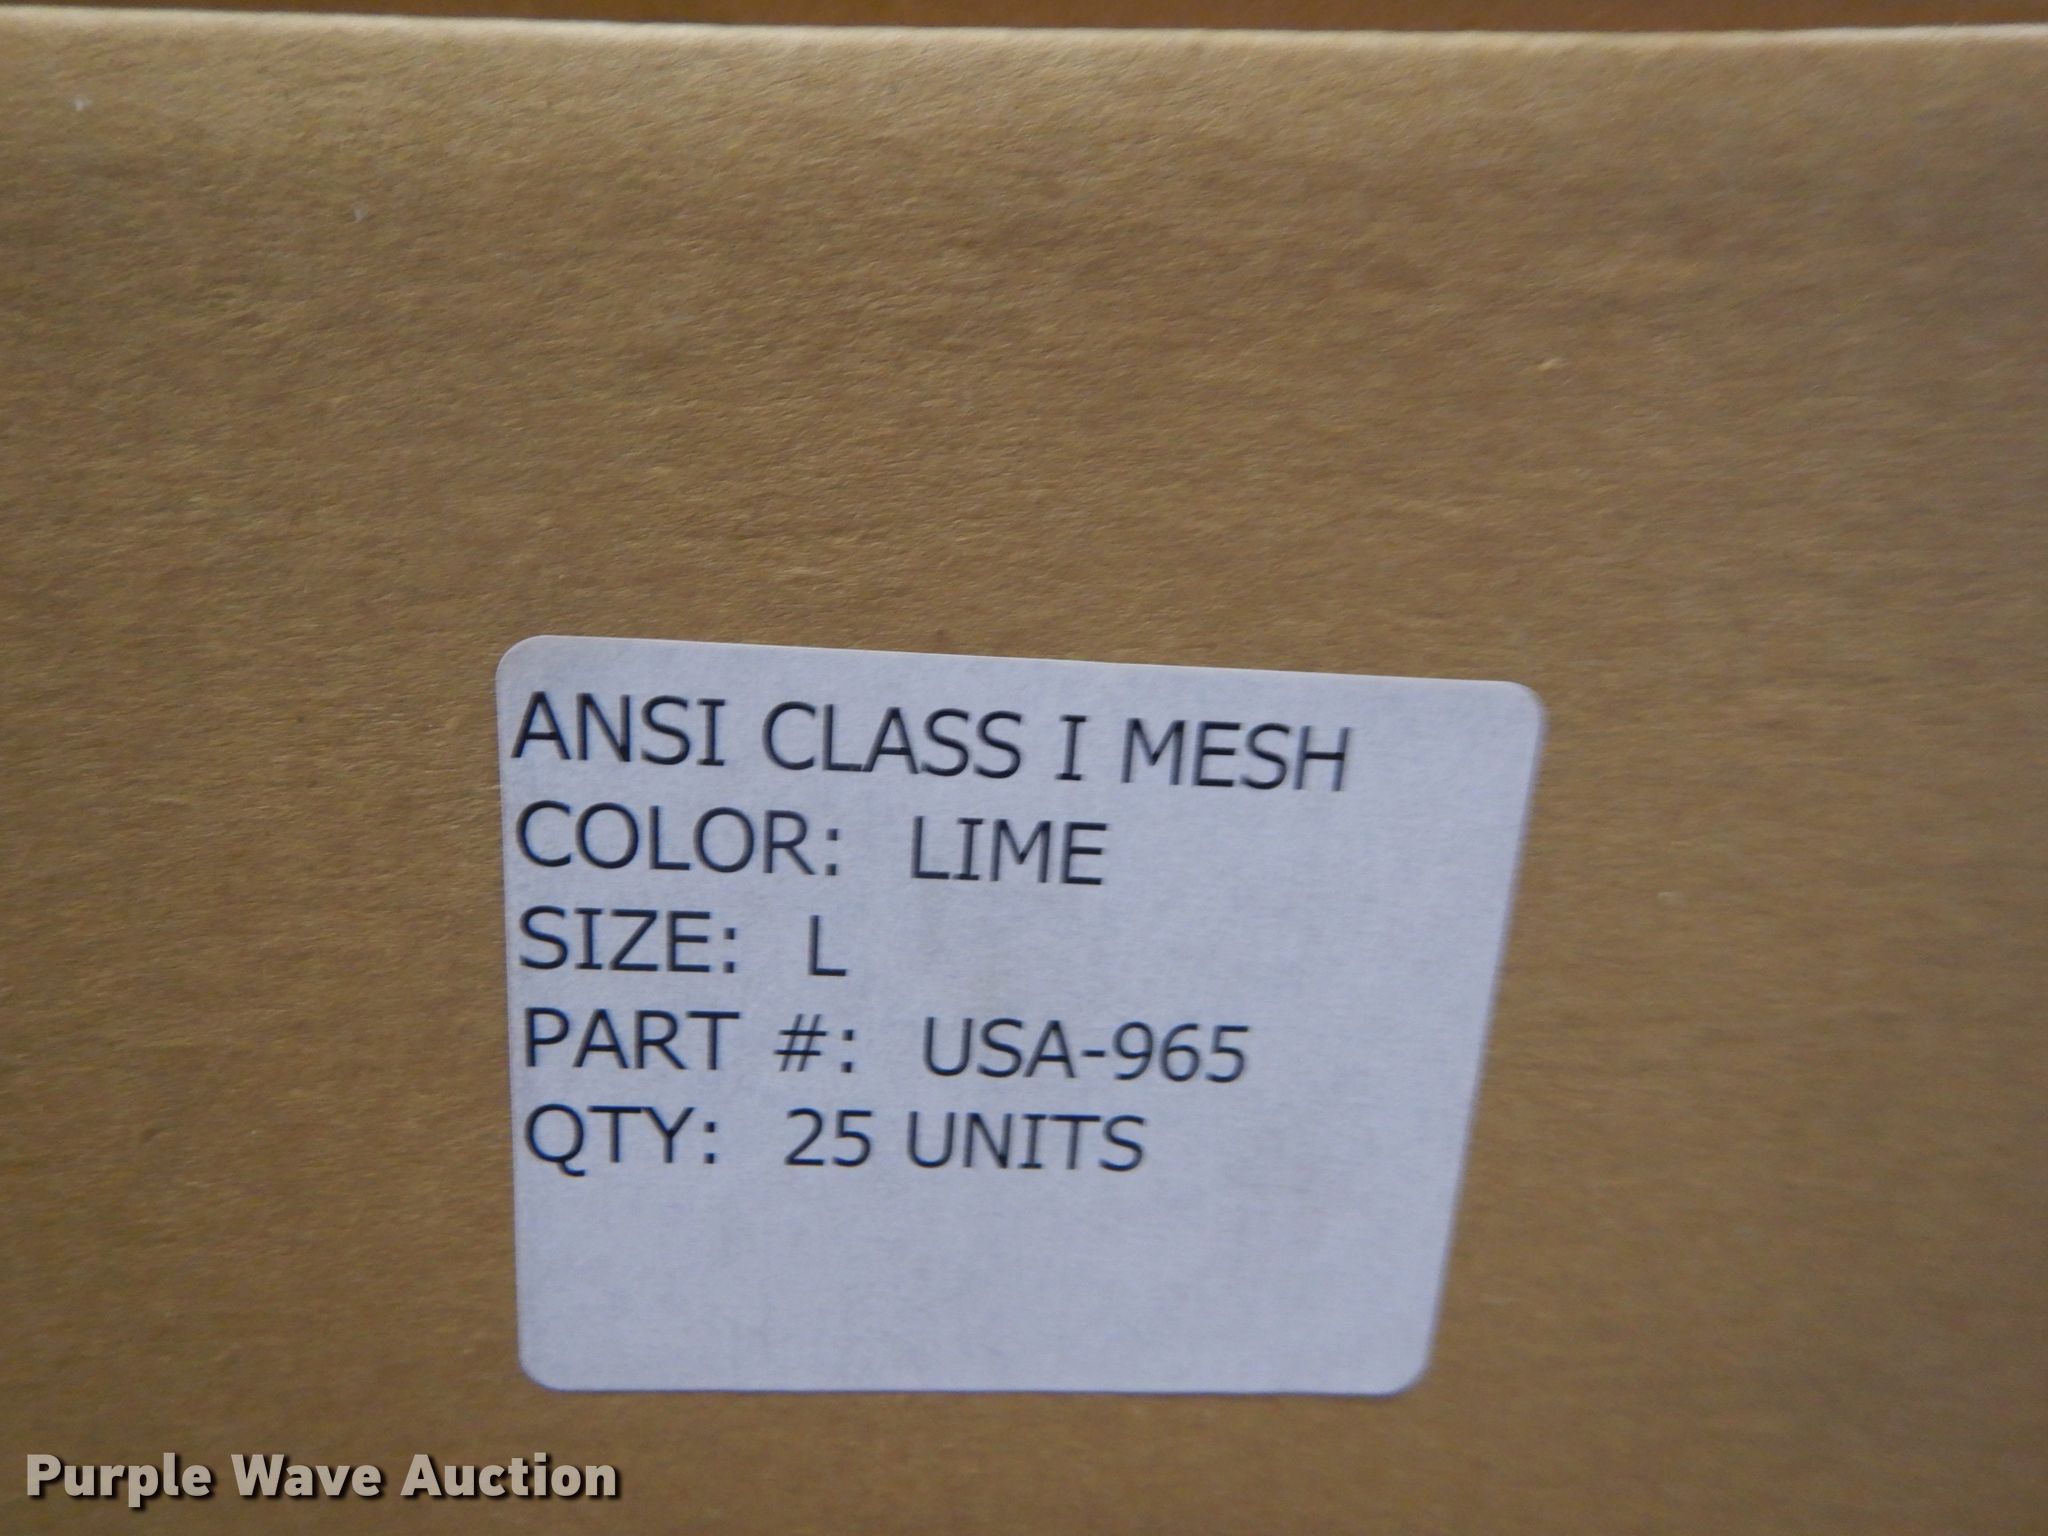 ANSI CLASS I MESH
COLOR: LIME
SIZE: L
PART #: USA-965
QTY: 25 UNITS
Purple Wave Auction